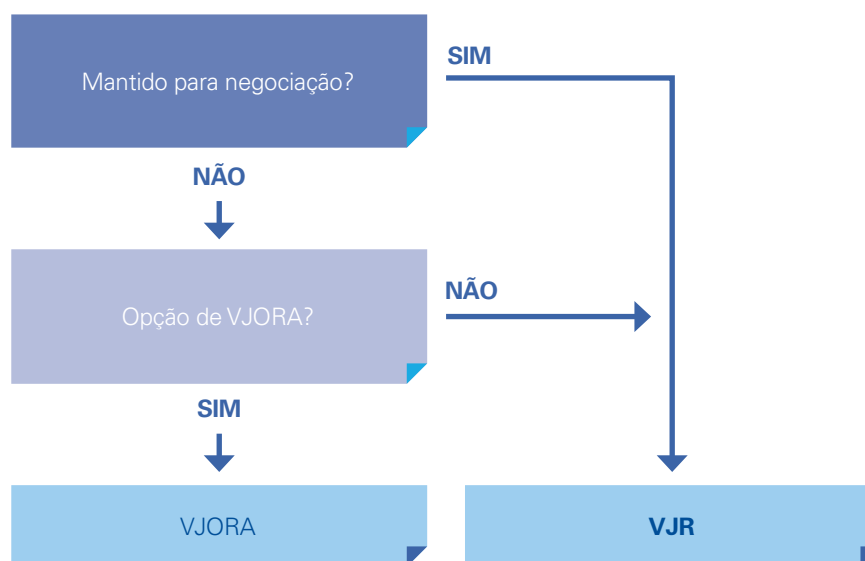 Mantido para negociação?
SIM
NÃO
Opção de VJORA?
NÃO
SIM
VJORA
VJR